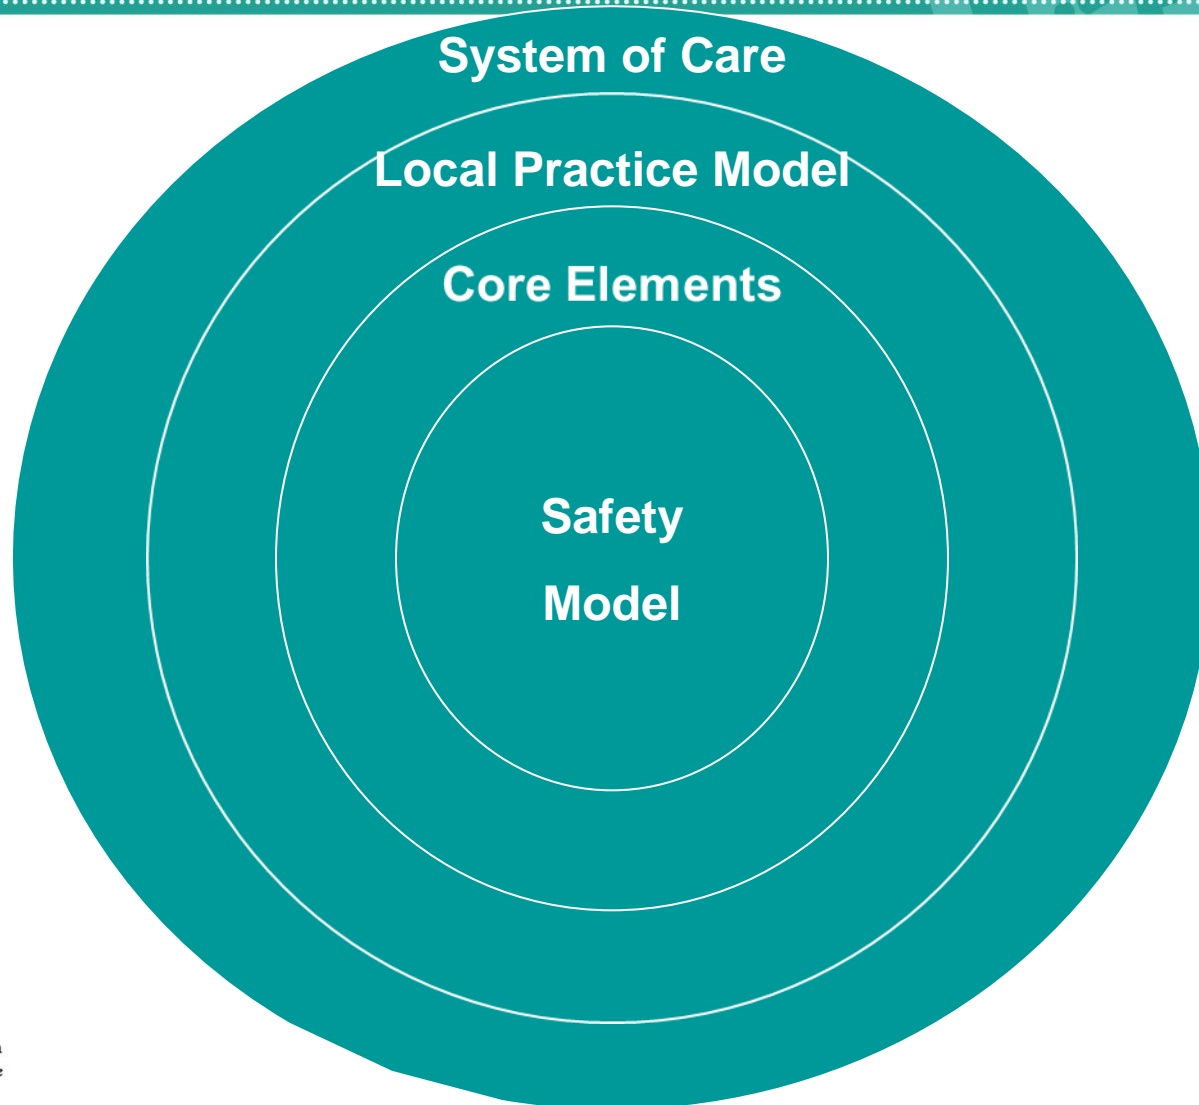 System of Care
Local Practice Model
Core Elements
Safety
Model